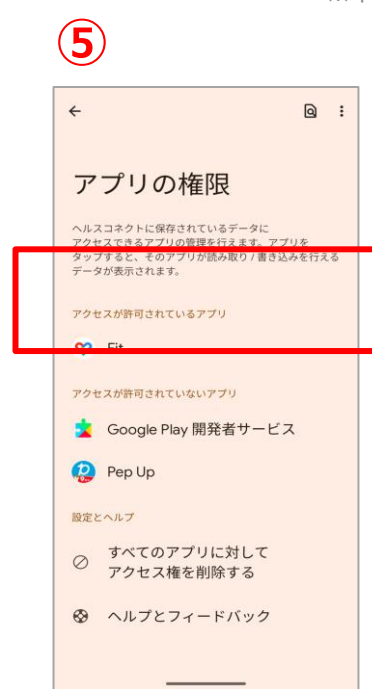 ⑤
アプリの権限
ヘルスコネクトに保存されているデータに
アクセスできるアプリの管理を行えます。アプリを
タップすると、そのアプリが読み取り / 書き込みを行える
データが表示されます。
アクセスが許可されているアプリ
Fit
アクセスが許可されていないアプリ
Google Play 開発者サービス
Pep Up
設定とヘルプ
すべてのアプリに対して
アクセス権を削除する
ヘルプとフィードバック